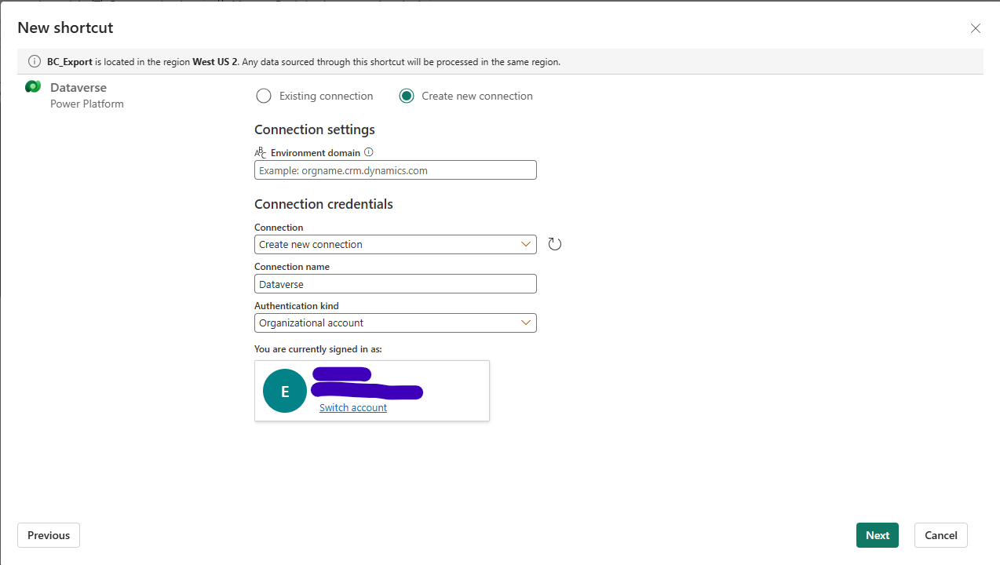 New shortcut
BC_Export is located in the region West US 2. Any data sourced through this shortcut will be processed in the same region.
Dataverse
Power Platform
Existing connection
Create new connection
Connection settings
ABC Environment domain
Example: orgname.crm.dynamics.com
Connection credentials
Connection
Create new connection
Connection name
Dataverse
Authentication kind
Organizational account
You are currently signed in as:
E
Switch account
Previous
Next
Cancel